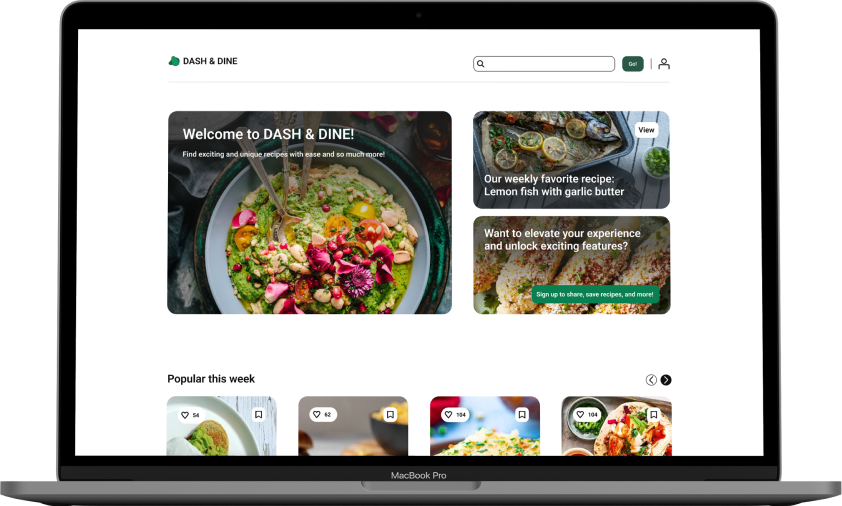 DASH & DINE
Go!
Welcome to DASH & DINE!
Find exciting and unique recipes with ease and so much more!
View
Our weekly favorite recipe:
Lemon fish with garlic butter
Want to elevate your experience
and unlock exciting features?
Sign up to share, save recipes, and more!
Popular this week
54
62
104
104
MacBook Pro